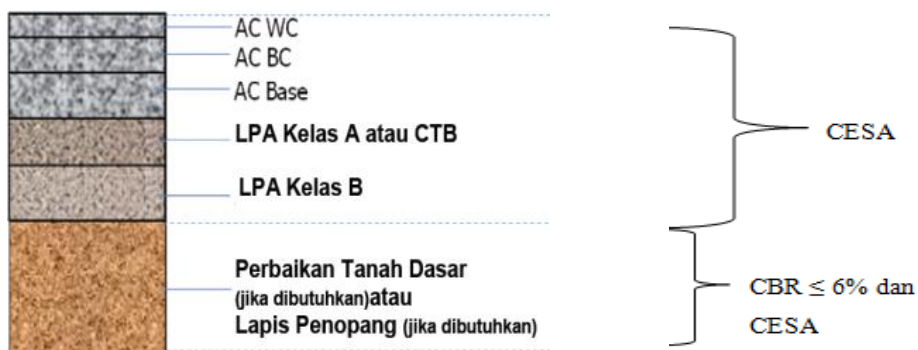 AC WC
AC BC
AC Base
LPA Kelas A atau CTB
LPA Kelas B
CESA
Perbaikan Tanah Dasar
(jika dibutuhkan)atau
Lapis Penopang (jika dibutuhkan)
CBR ≤ 6% dan
CESA